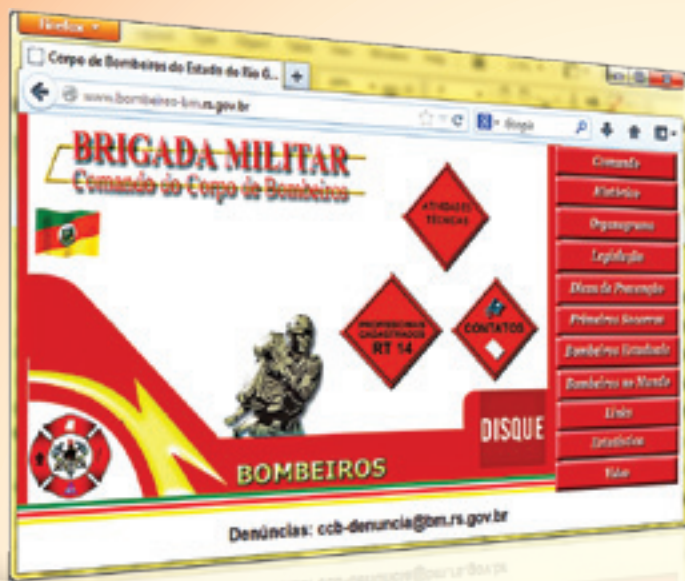 Firefox
Corpo de Bombeiros do Estado do Rio G...
www.bombeiros-bm.rs.gov.br
Google
BRIGADA MILITAR
Comando do Corpo de Bombeiros
ATIVIDADES
TÉCNICAS
PROFISSIONAIS
CADASTRADOS
RT 14
CONTATOS
DISQUE
BOMBEIROS
Comando
Histórico
Organograma
Legislação
Dicas de Prevenção
Primeiros Socorros
Bombeiros Estaduais
Bombeiros no Mundo
Links
Estatística
Video
Denúncias: ccb-denuncia@bm.rs.gov.br